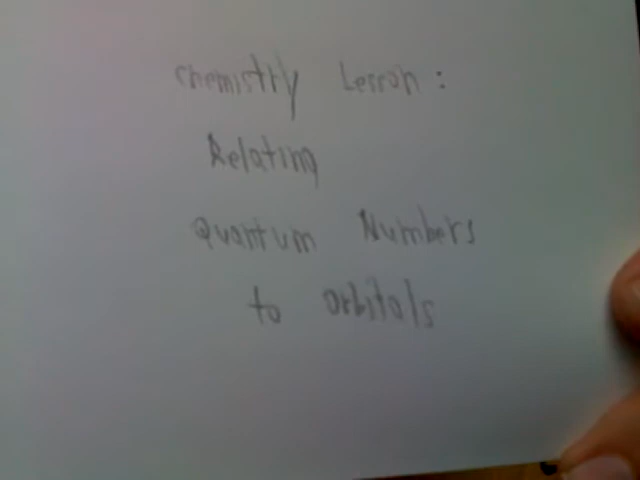 Chemistry Lesson:
Relating
Quantum Numbers
to Orbitals